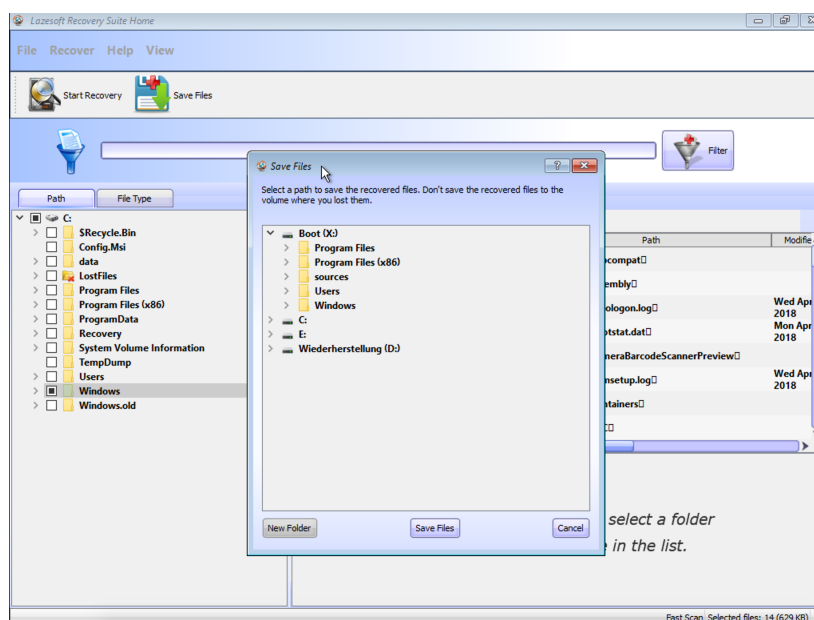 Lazesoft Recovery Suite Home
File Recover Help View
Start Recovery
Save Files
Filter
Path
File Type
C:
$Recycle.Bin
Config.Msi
data
LostFiles
Program Files
Program Files (x86)
ProgramData
Recovery
System Volume Information
TempDump
Users
Windows
Windows.old
Save Files
Select a path to save the recovered files. Don't save the recovered files to the
volume where you lost them.
Boot (X:)
Program Files
Program Files (x86)
sources
Users
Windows
C:
E:
Wiederherstellung (D:)
New Folder
Save Files
Cancel
Path
Modifie
ologon.log
Wed Apr
2018
otstat.dat
Mon Apr
2018
meraBarcodeScannerPreview
nsetup.log
Wed Apr
2018
ntainers
select a folder
in the list.
Fast Scan Selected files: 14 (629 KB)